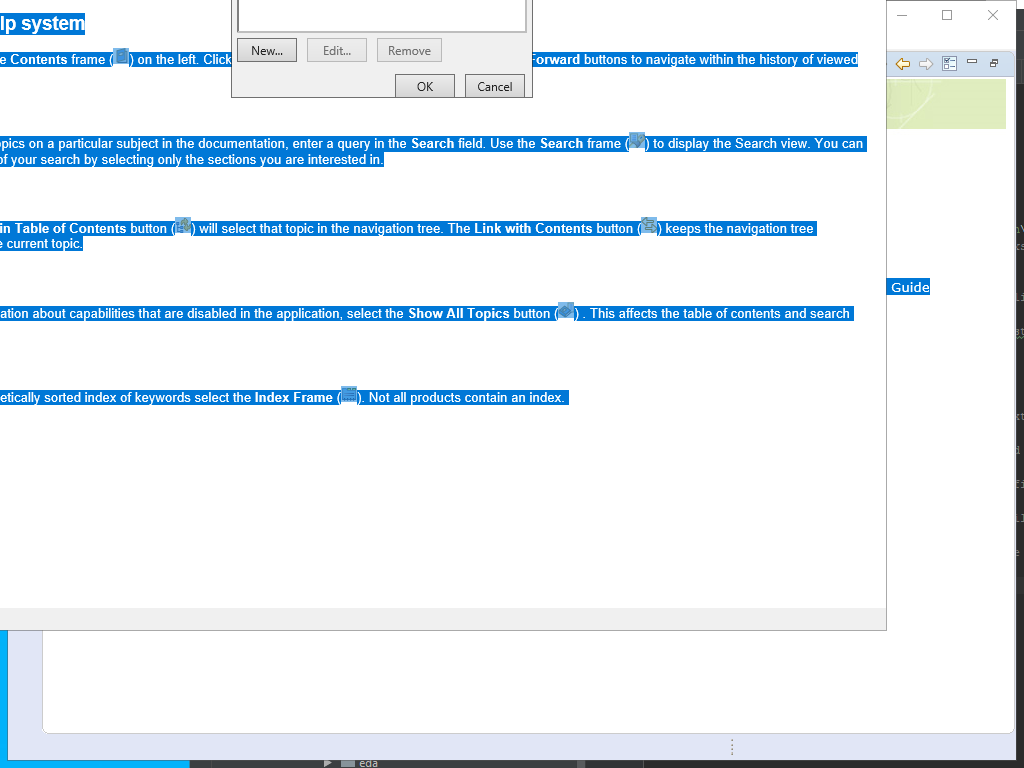 lp system
e Contents frame ( ) on the left. Click
Forward buttons to navigate within the history of viewed
New...
Edit...
Remove
OK
Cancel
opics on a particular subject in the documentation, enter a query in the Search field. Use the Search frame ( ) to display the Search view. You can
of your search by selecting only the sections you are interested in.
in Table of Contents button ( ) will select that topic in the navigation tree. The Link with Contents button ( ) keeps the navigation tree
e current topic.
Guide
ation about capabilities that are disabled in the application, select the Show All Topics button ( ) . This affects the table of contents and search
etically sorted index of keywords select the Index Frame ( ). Not all products contain an index.
eda